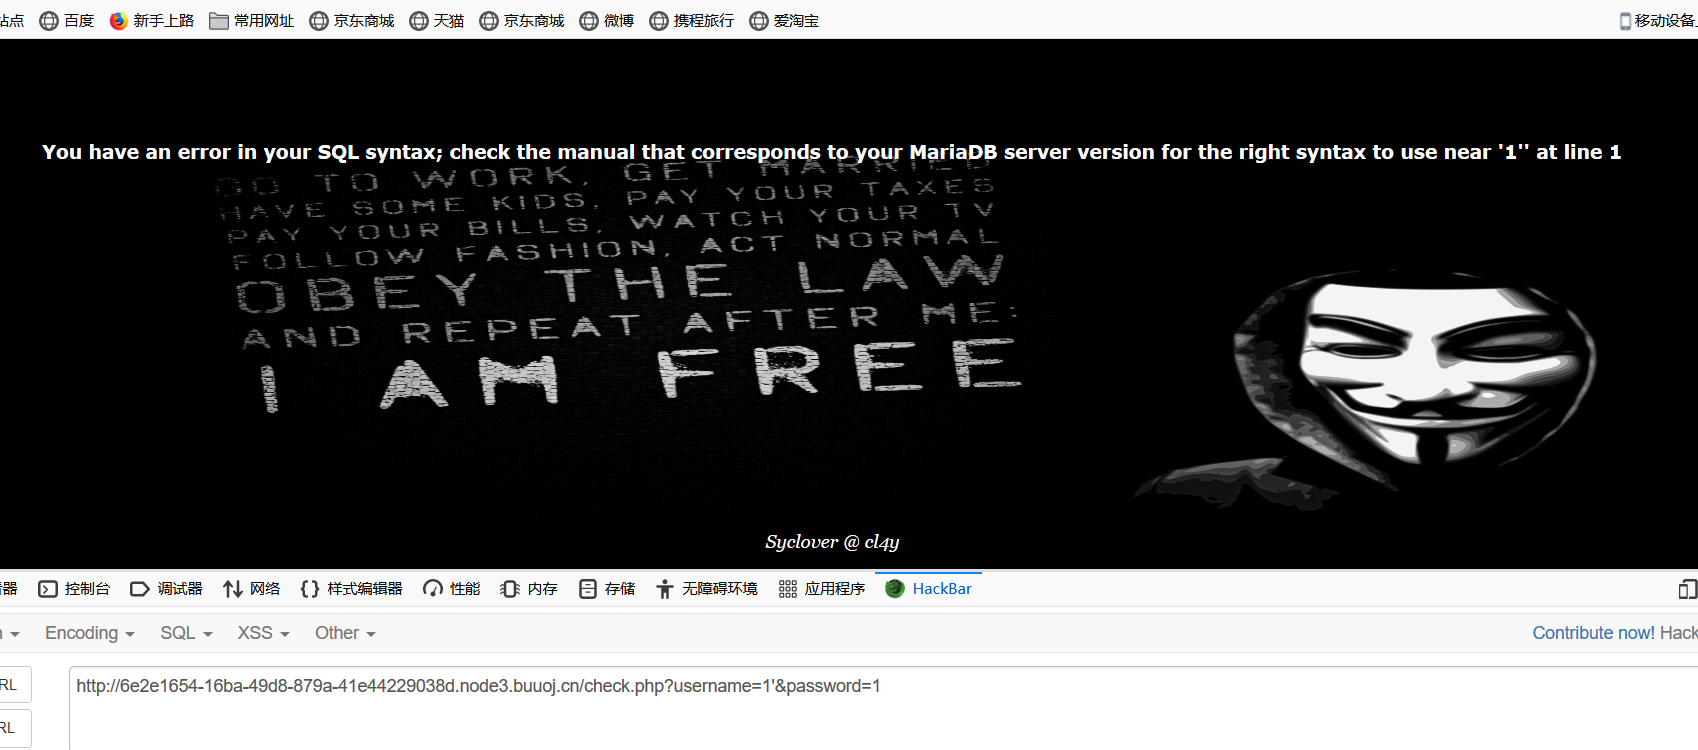 站点 百度 新手上路 常用网址 京东商城 天猫 京东商城 微博 携程旅行 爱淘宝 移动设备
You have an error in your SQL syntax; check the manual that corresponds to your MariaDB server version for the right syntax to use near '1'' at line 1
GO TO WORK, GET MARRIED
HAVE SOME KIDS, PAY YOUR TAXES
PAY YOUR BILLS, WATCH YOUR TV
FOLLOW FASHION, ACT NORMAL
OBEY THE LAW
AND REPEAT AFTER ME:
I AM FREE
Syclover @ cl4y
器 控制台 调试器 网络 样式编辑器 性能 内存 存储 无障碍环境 应用程序 HackBar
Encoding SQL XSS Other Contribute now! Hack
RL
http://6e2e1654-16ba-49d8-879a-41e44229038d.node3.buuoj.cn/check.php?username=1'&password=1
RL